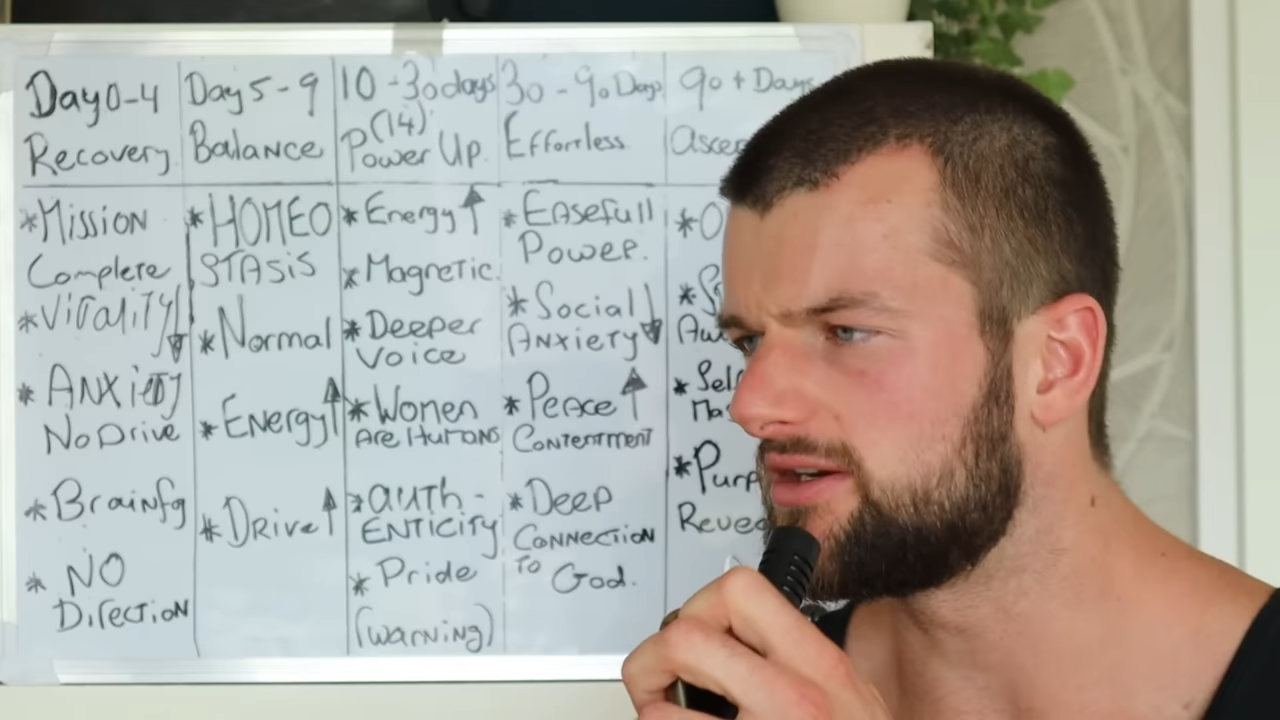 Day 0-4
Recovery.
*Mission
Complete
*Vitality↓
* Anxiety
No Drive
* Brainfg
* NO
Direction
Day 5-9
Balance
*HOMEO
STASIS
*Normal
*Energy↑
*Drive↑
10 - 30 days
(14)
Power Up.
*Energy↑
*Magnetic.
*Deeper
Voice
*Women
Are Humans
*auth-
ENTICITY
* Pride
(warning)
30 - 90 Days
Effortless.
*Easefull
Power.
*Social↓
Anxiety
*Peace↑
Contentment
*Deep
Connection
To God.
90 + Days